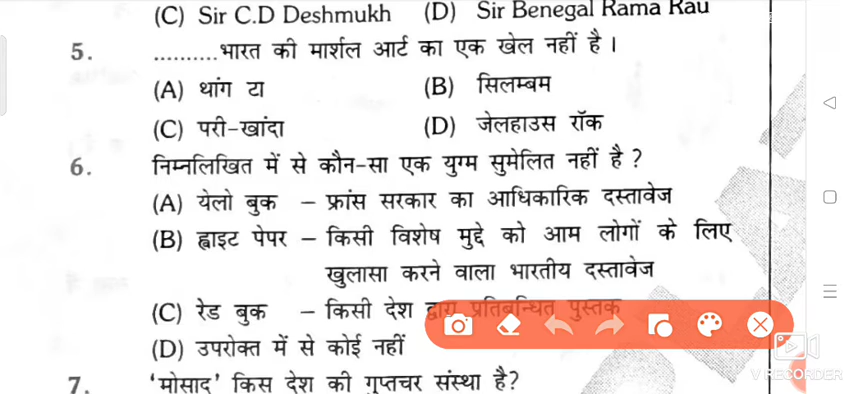 (C) Sir C.D Deshmukh (D) Sir Benegal Rama Rau
5. ..........भारत की मार्शल आर्ट का एक खेल नहीं है ।
(A) थांग टा (B) सिलम्बम
(C) परी-खांदा (D) जेलहाउस रॉक
6. निम्नलिखित में से कौन-सा एक युग्म सुमेलित नहीं है ?
(A) येलो बुक – फ्रांस सरकार का आधिकारिक दस्तावेज
(B) ह्वाइट पेपर – किसी विशेष मुद्दे को आम लोगों के लिए
खुलासा करने वाला भारतीय दस्तावेज
(C) रेड बुक – किसी देश द्वारा प्रतिबन्धित पुस्तक
(D) उपरोक्त में से कोई नहीं
7. 'मोसाद' किस देश की गुप्तचर संस्था है?
V RECORDER